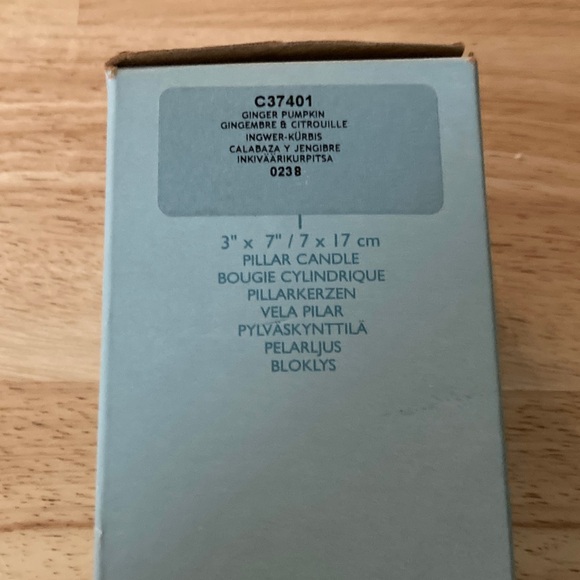 C37401
GINGER PUMPKIN
GINGEMBRE & CITROUILLE
INGWER-KÜRBIS
CALABAZA Y JENGIBRE
INKIVÄÄRIKURPITSA
0238
3" x 7" / 7 x 17 cm
PILLAR CANDLE
BOUGIE CYLINDRIQUE
PILLARKERZEN
VELA PILAR
PYLVÄSKYNTTILÄ
PELARLJUS
BLOKLYS